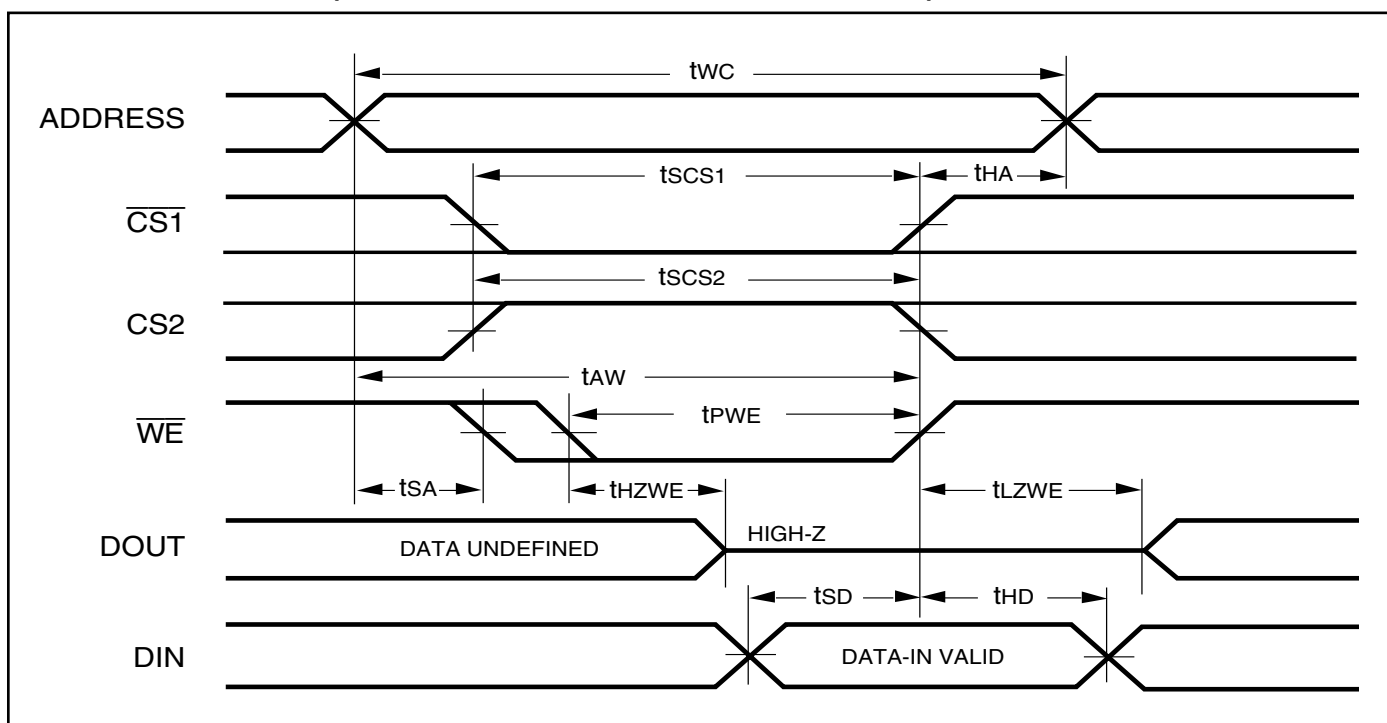 tWC
ADDRESS
tSCS1
tHA
CS1
tSCS2
CS2
tAW
tPWE
WE
tSA
tHZWE
tLZWE
DOUT
DATA UNDEFINED
HIGH-Z
tSD
tHD
DIN
DATA-IN VALID